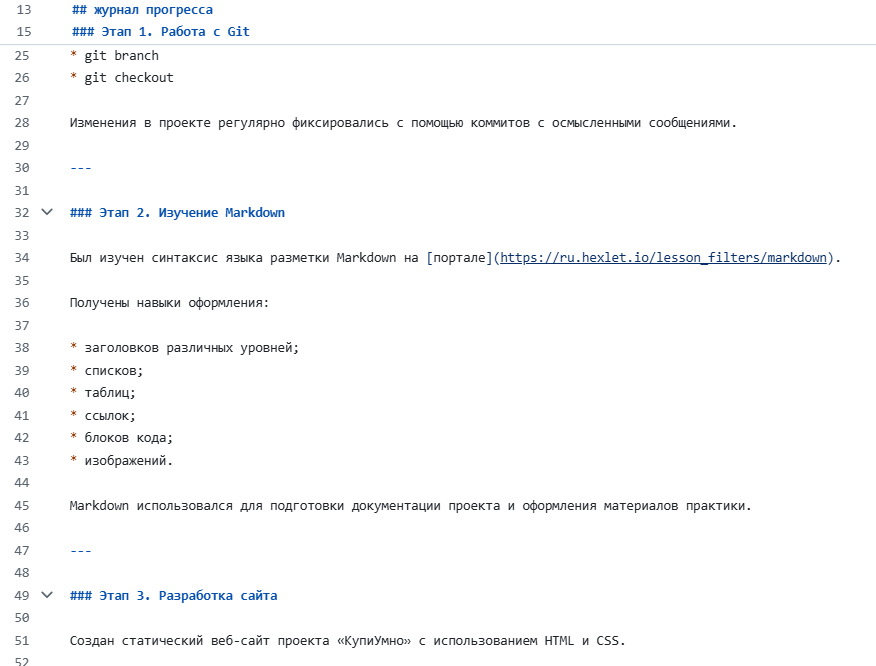 13 ## журнал прогресса
15 ### Этап 1. Работа с Git
25 * git branch
26 * git checkout
27
28 Изменения в проекте регулярно фиксировались с помощью коммитов с осмысленными сообщениями.
29
30 ---
31
32 ### Этап 2. Изучение Markdown
33
34 Был изучен синтаксис языка разметки Markdown на [портале](https://ru.hexlet.io/lesson_filters/markdown).
35
36 Получены навыки оформления:
37
38 * заголовков различных уровней;
39 * списков;
40 * таблиц;
41 * ссылок;
42 * блоков кода;
43 * изображений.
44
45 Markdown использовался для подготовки документации проекта и оформления материалов практики.
46
47 ---
48
49 ### Этап 3. Разработка сайта
50
51 Создан статический веб-сайт проекта «КупиУмно» с использованием HTML и CSS.
52